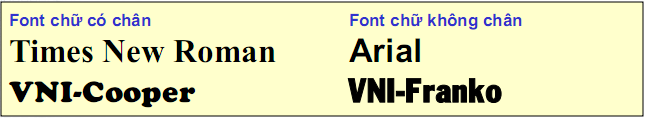 Font chữ có chân
Times New Roman
VNI-Cooper
Font chữ không chân
Arial
VNI-Franko